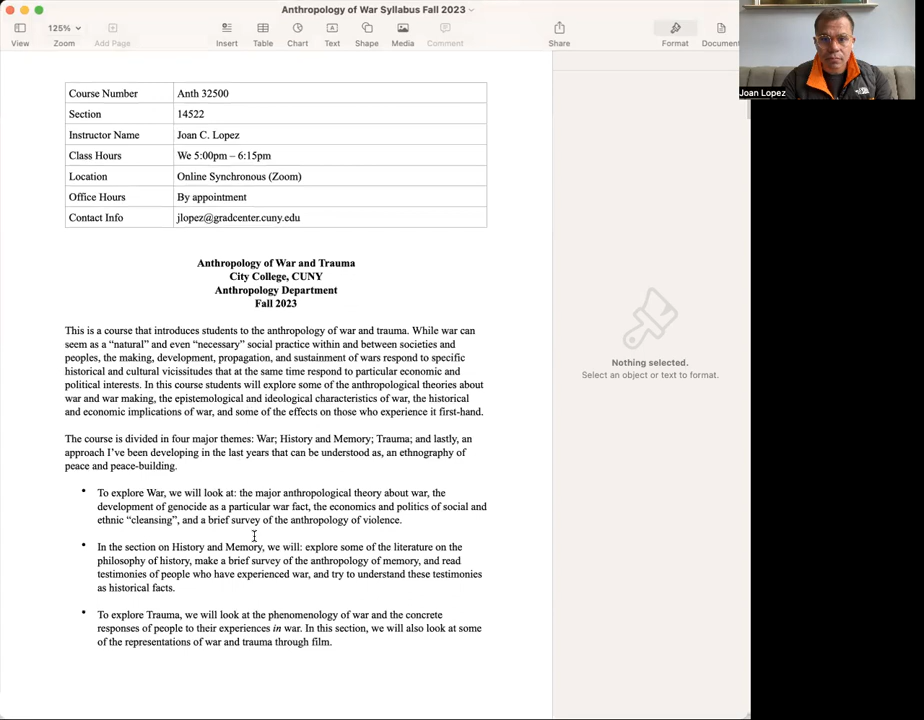 Anthropology of War Syllabus Fall 2023
125%
View
Zoom
Add Page
Insert
Table
Chart
Text
Shape
Media
Comment
Share
Format
Document
Joan Lopez
Course Number Anth 32500
Section 14522
Instructor Name Joan C. Lopez
Class Hours We 5:00pm – 6:15pm
Location Online Synchronous (Zoom)
Office Hours By appointment
Contact Info jlopez@gradcenter.cuny.edu
Anthropology of War and Trauma
City College, CUNY
Anthropology Department
Fall 2023
This is a course that introduces students to the anthropology of war and trauma. While war can
seem as a “natural” and even “necessary” social practice within and between societies and
peoples, the making, development, propagation, and sustainment of wars respond to specific
historical and cultural vicissitudes that at the same time respond to particular economic and
political interests. In this course students will explore some of the anthropological theories about
war and war making, the epistemological and ideological characteristics of war, the historical
and economic implications of war, and some of the effects on those who experience it first-hand.
The course is divided in four major themes: War; History and Memory; Trauma; and lastly, an
approach I’ve been developing in the last years that can be understood as, an ethnography of
peace and peace-building.
• To explore War, we will look at: the major anthropological theory about war, the
development of genocide as a particular war fact, the economics and politics of social and
ethnic “cleansing”, and a brief survey of the anthropology of violence.
• In the section on History and Memory, we will: explore some of the literature on the
philosophy of history, make a brief survey of the anthropology of memory, and read
testimonies of people who have experienced war, and try to understand these testimonies
as historical facts.
• To explore Trauma, we will look at the phenomenology of war and the concrete
responses of people to their experiences in war. In this section, we will also look at some
of the representations of war and trauma through film.
Nothing selected.
Select an object or text to format.